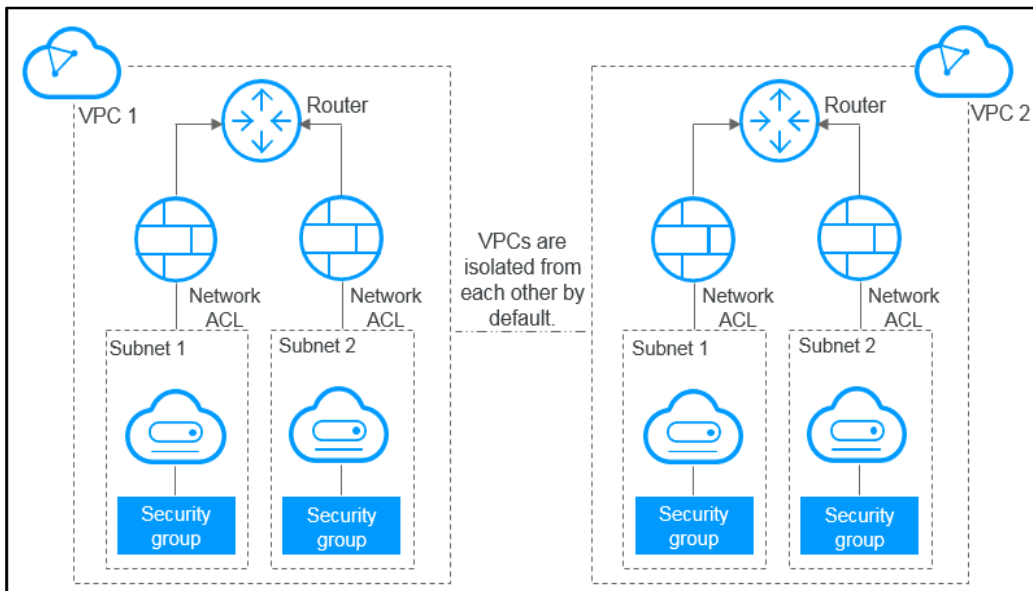 VPC 1
Router
Network
ACL
Network
ACL
Subnet 1
Subnet 2
Security
group
Security
group
VPCs are
isolated from
each other by
default.
VPC 2
Router
Network
ACL
Network
ACL
Subnet 1
Subnet 2
Security
group
Security
group